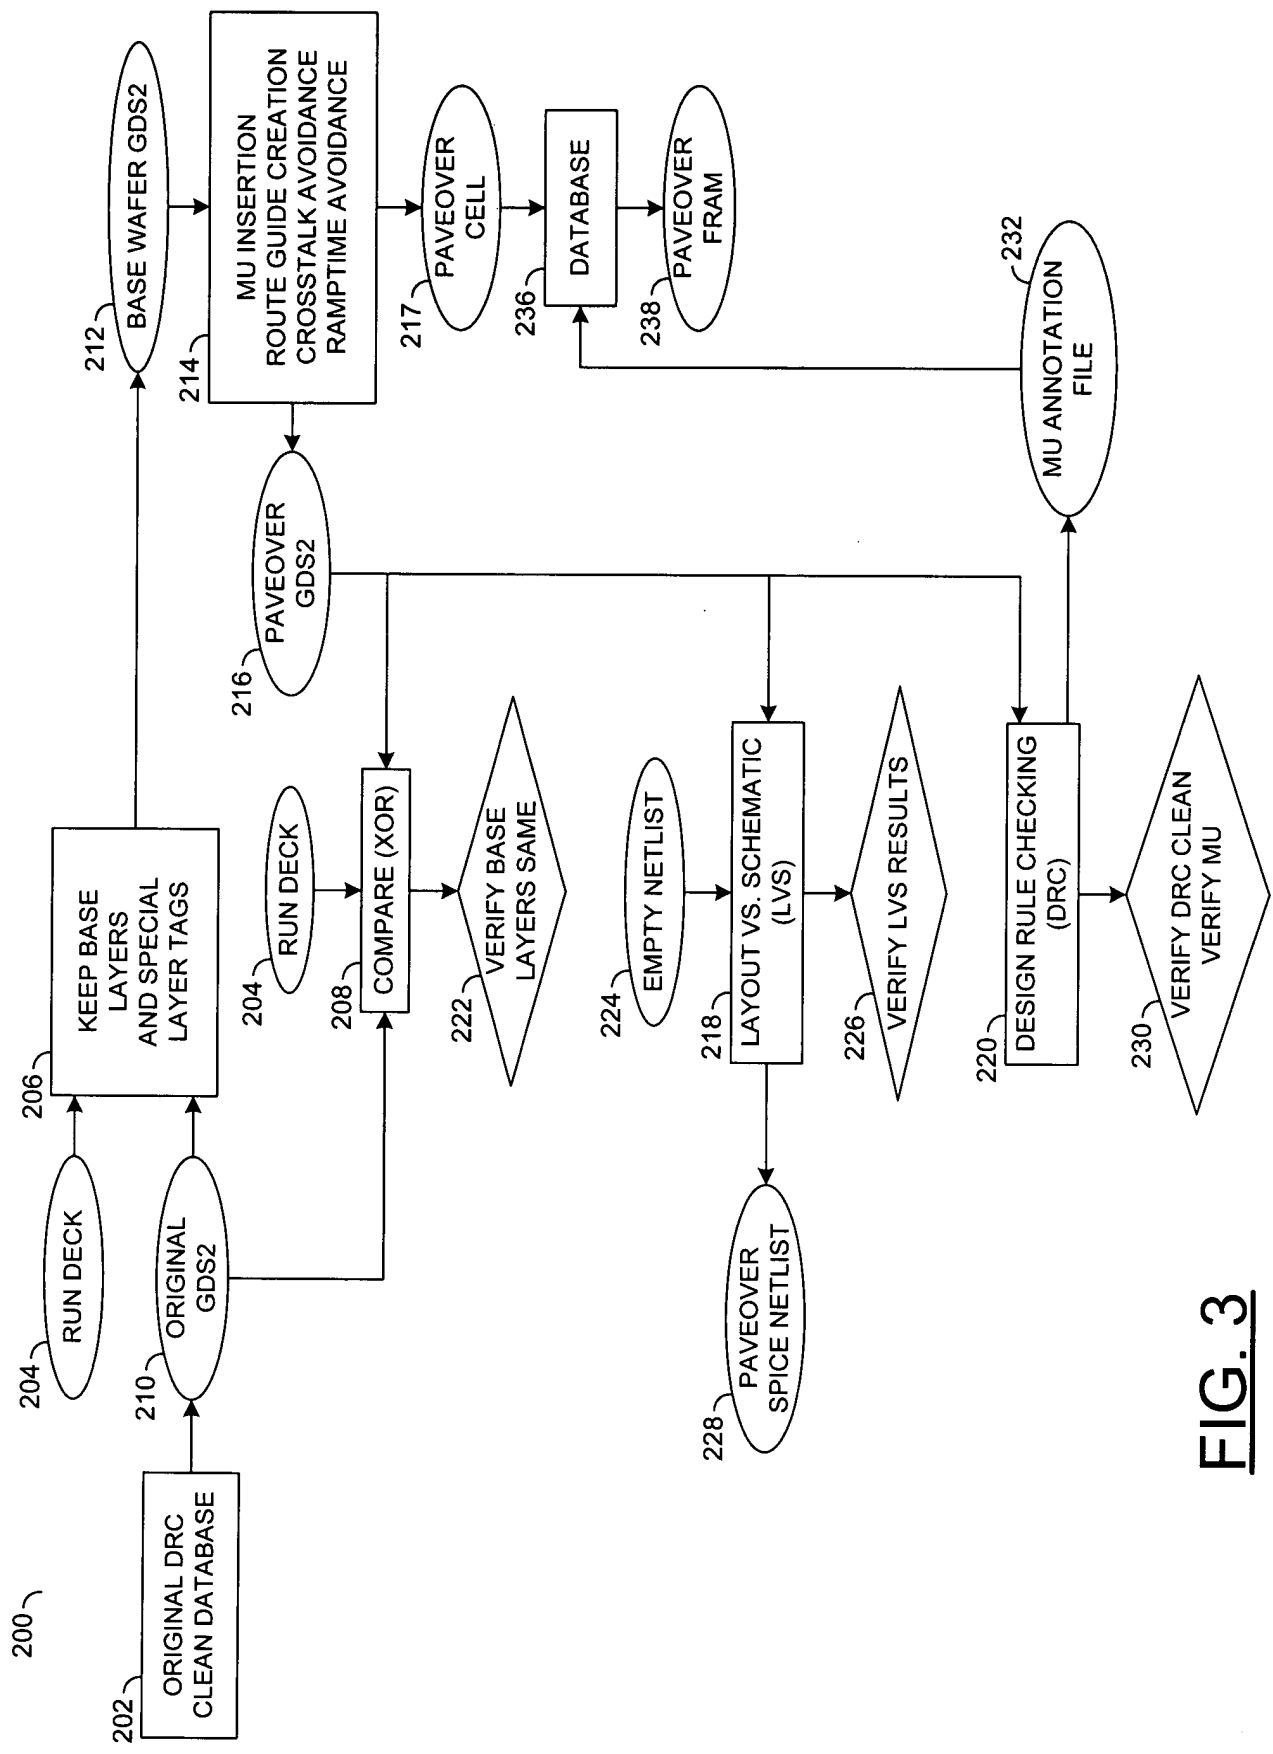 200
202
ORIGINAL DRC
CLEAN DATABASE
204
RUN DECK
210
ORIGINAL
GDS2
206
KEEP BASE
LAYERS
AND SPECIAL
LAYER TAGS
212
BASE WAFER GDS2
214
MU INSERTION
ROUTE GUIDE CREATION
CROSSTALK AVOIDANCE
RAMPTIME AVOIDANCE
216
PAVEOVER
GDS2
217
PAVEOVER
CELL
236
DATABASE
238
PAVEOVER
FRAM
204
RUN DECK
208
COMPARE (XOR)
222
VERIFY BASE
LAYERS SAME
224
EMPTY NETLIST
218
LAYOUT VS. SCHEMATIC
(LVS)
226
VERIFY LVS RESULTS
228
PAVEOVER
SPICE NETLIST
220
DESIGN RULE CHECKING
(DRC)
230
VERIFY DRC CLEAN
VERIFY MU
232
MU ANNOTATION
FILE
FIG. 3